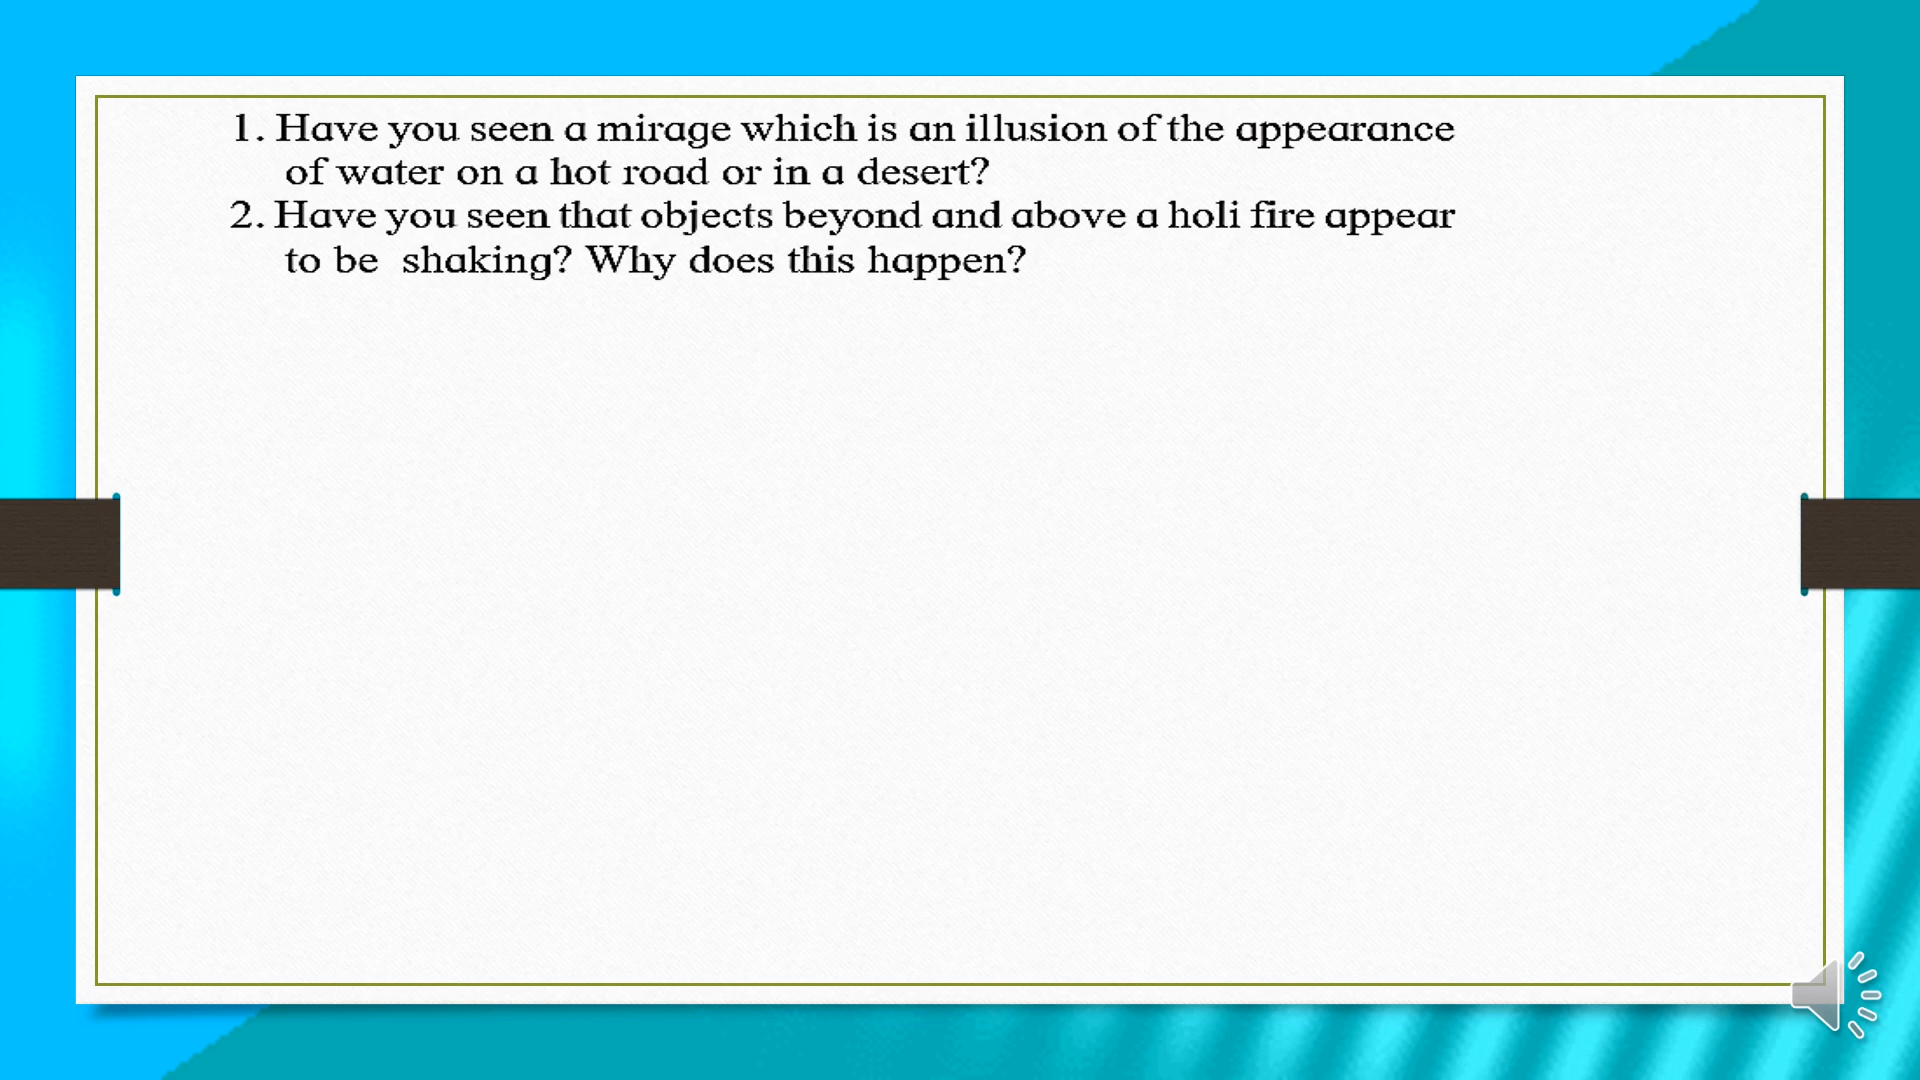 1. Have you seen a mirage which is an illusion of the appearance
of water on a hot road or in a desert?
2. Have you seen that objects beyond and above a holi fire appear
to be shaking? Why does this happen?